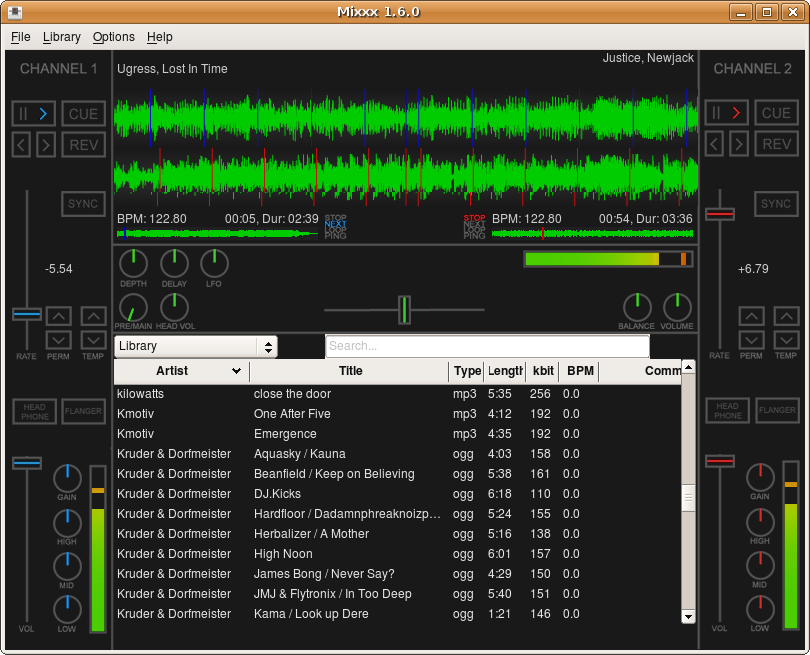 Mixxx 1.6.0
File Library Options Help
CHANNEL 1
CUE
REV
SYNC
-5.54
RATE PERM TEMP
HEAD PHONE
FLANGER
GAIN
HIGH
MID
VOL LOW
Ugress, Lost In Time
Justice, Newjack
BPM: 122.80 00:05, Dur: 02:39
STOP
NEXT
LOOP
PING
STOP
NEXT
LOOP
PING
BPM: 122.80 00:54, Dur: 03:36
DEPTH DELAY LFO
PRE/MAIN HEAD VOL
BALANCE VOLUME
Library
Search...
Artist Title Type Length kbit BPM Comm
kilowatts close the door mp3 5:35 256 0.0
Kmotiv One After Five mp3 4:12 192 0.0
Kmotiv Emergence mp3 4:35 192 0.0
Kruder & Dorfmeister Aquasky / Kauna ogg 4:03 158 0.0
Kruder & Dorfmeister Beanfield / Keep on Believing ogg 5:38 161 0.0
Kruder & Dorfmeister DJ.Kicks ogg 6:18 110 0.0
Kruder & Dorfmeister Hardfloor / Dadamnphreaknoizp... ogg 5:24 155 0.0
Kruder & Dorfmeister Herbalizer / A Mother ogg 5:16 138 0.0
Kruder & Dorfmeister High Noon ogg 6:01 157 0.0
Kruder & Dorfmeister James Bong / Never Say? ogg 4:29 150 0.0
Kruder & Dorfmeister JMJ & Flytronix / In Too Deep ogg 5:40 151 0.0
Kruder & Dorfmeister Kama / Look up Dere ogg 1:21 146 0.0
CHANNEL 2
CUE
REV
SYNC
+6.79
RATE PERM TEMP
HEAD PHONE
FLANGER
GAIN
HIGH
MID
VOL LOW